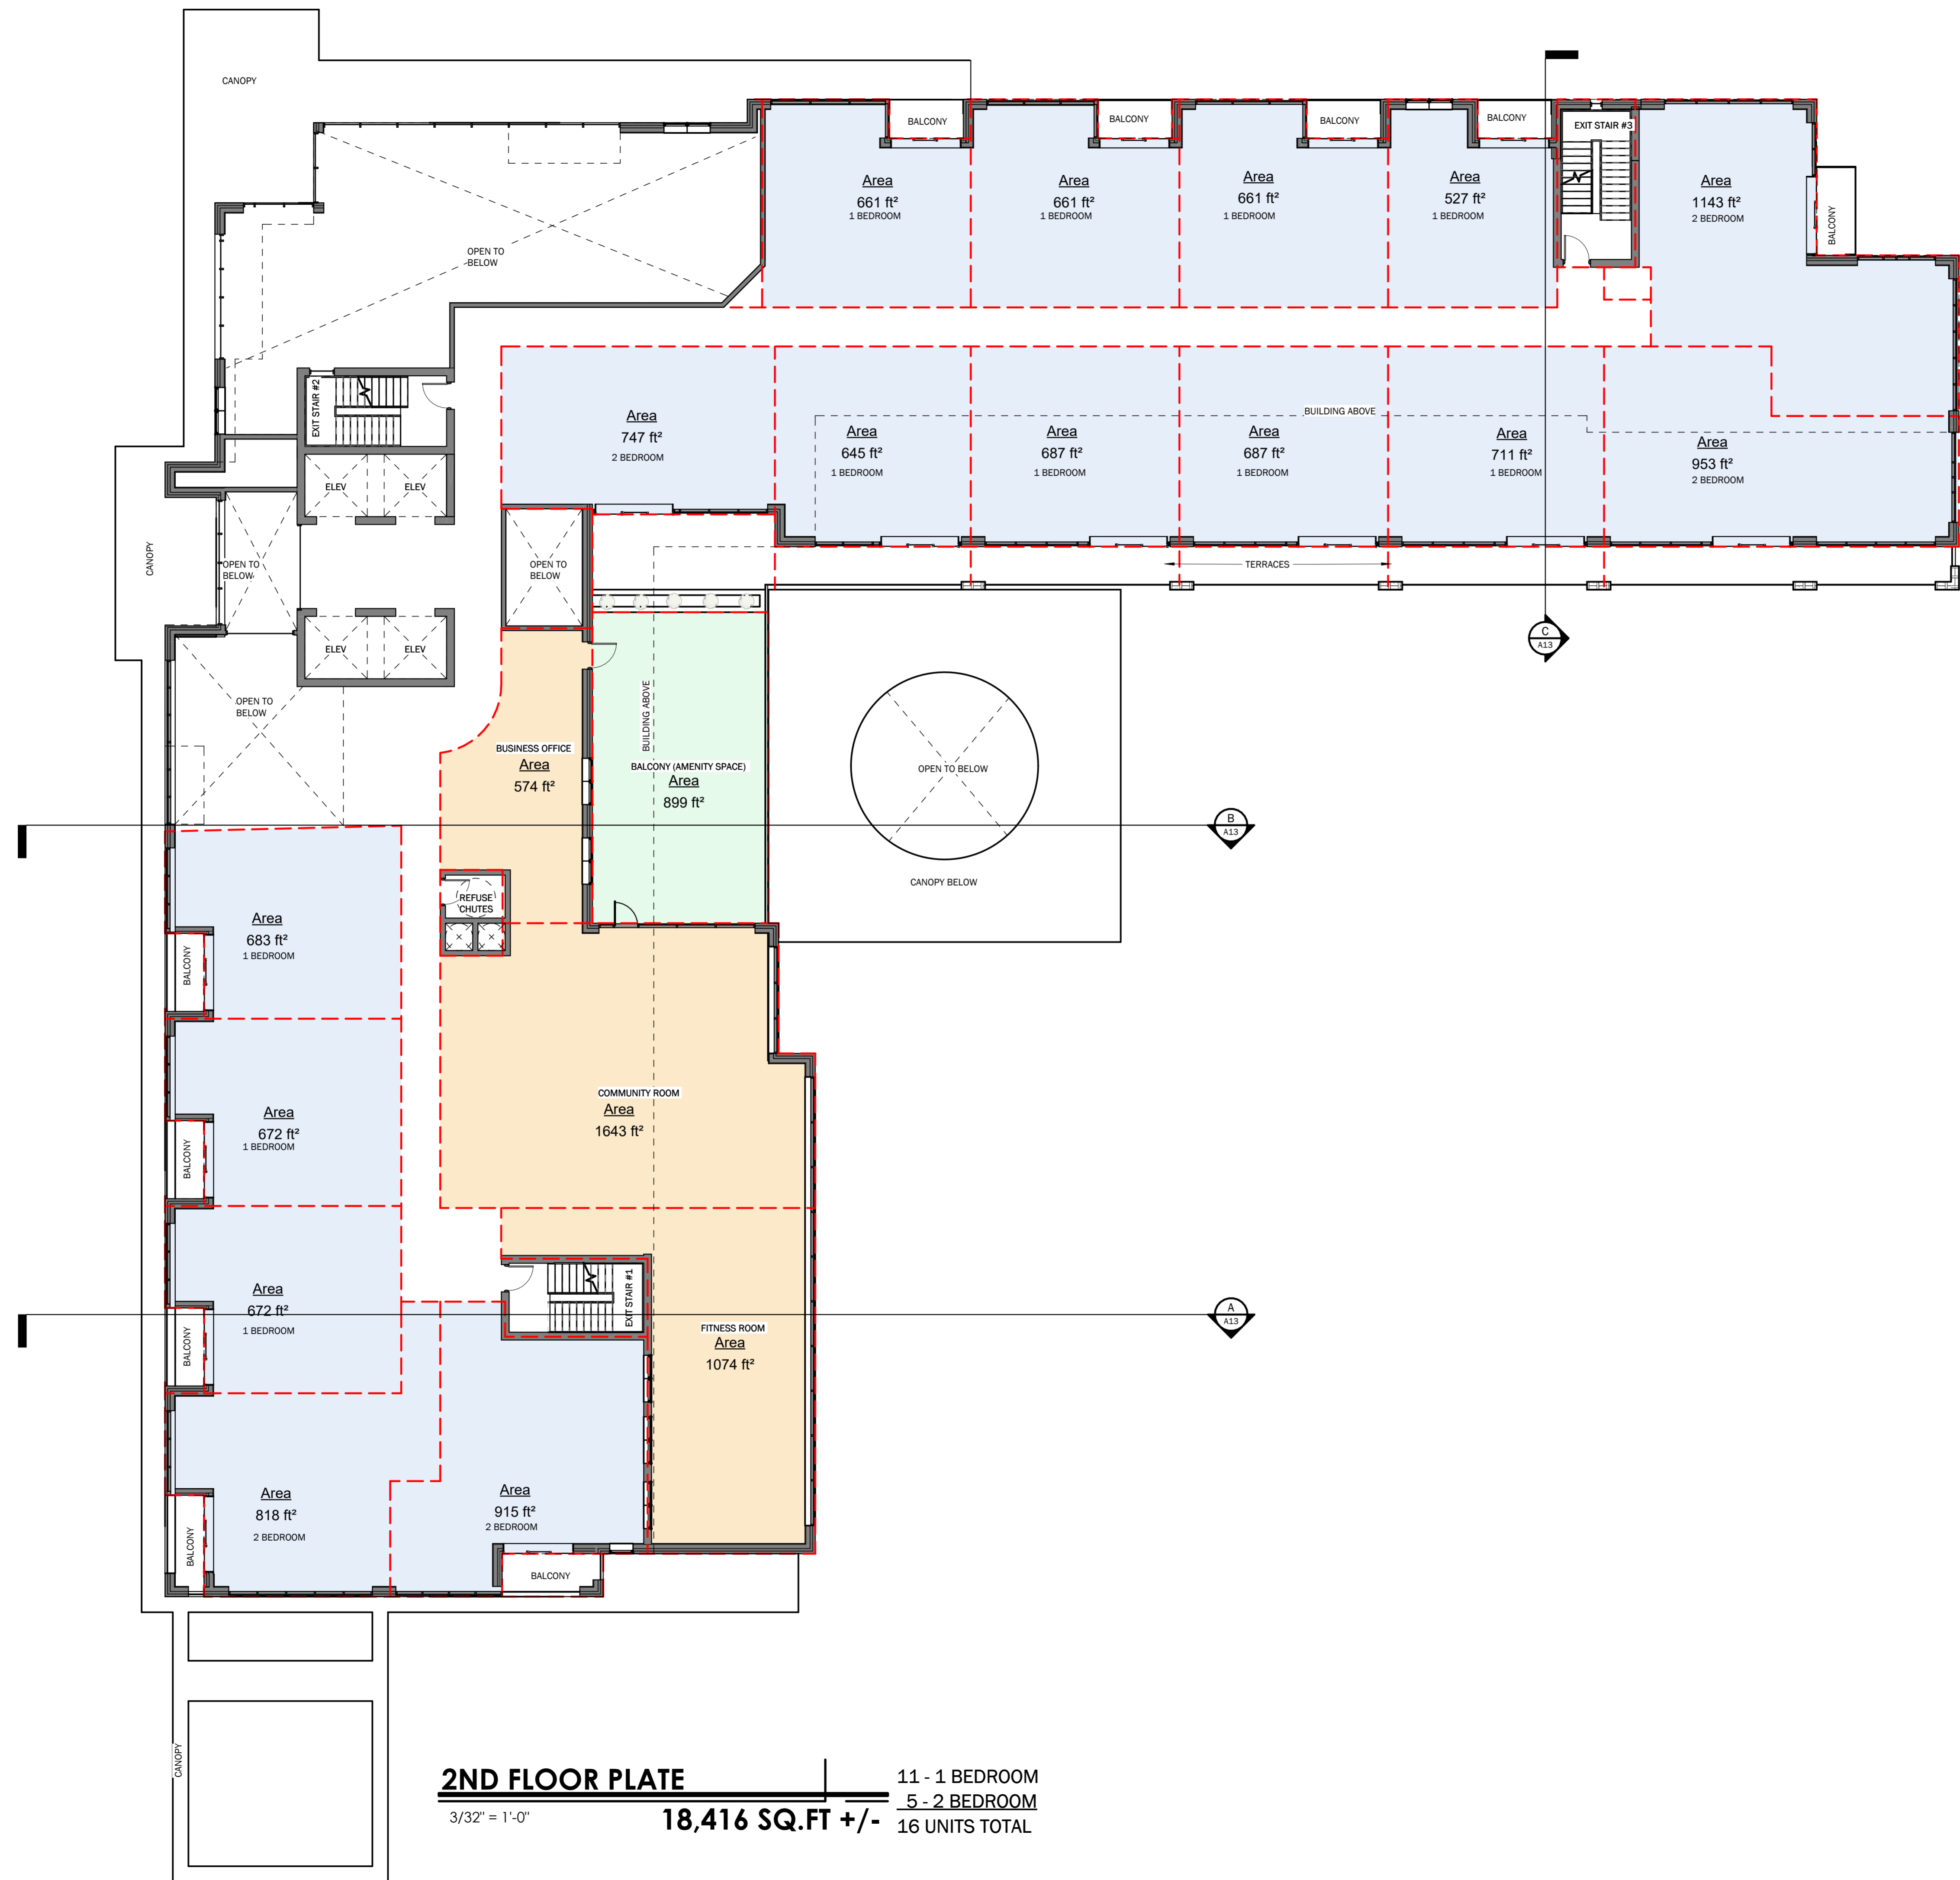 CANOPY
BALCONY
BALCONY
BALCONY
BALCONY
EXIT STAIR #3
Area
661 ft²
1 BEDROOM
Area
661 ft²
1 BEDROOM
Area
661 ft²
1 BEDROOM
Area
527 ft²
1 BEDROOM
Area
1143 ft²
2 BEDROOM
BALCONY
OPEN TO
BELOW
EXIT STAIR #2
Area
747 ft²
2 BEDROOM
Area
645 ft²
1 BEDROOM
Area
687 ft²
1 BEDROOM
Area
687 ft²
1 BEDROOM
BUILDING ABOVE
Area
711 ft²
1 BEDROOM
Area
953 ft²
2 BEDROOM
ELEV
ELEV
CANOPY
OPEN TO
BELOW
OPEN TO
BELOW
TERRACES
ELEV
ELEV
C
A13
OPEN TO
BELOW
BUILDING ABOVE
BUSINESS OFFICE
Area
574 ft²
BALCONY (AMENITY SPACE)
Area
899 ft²
OPEN TO BELOW
B
A13
CANOPY BELOW
REFUSE
CHUTES
Area
683 ft²
1 BEDROOM
BALCONY
COMMUNITY ROOM
Area
1643 ft²
Area
672 ft²
1 BEDROOM
BALCONY
Area
672 ft²
1 BEDROOM
BALCONY
EXIT STAIR #1
A
A13
FITNESS ROOM
Area
1074 ft²
Area
818 ft²
2 BEDROOM
Area
915 ft²
2 BEDROOM
BALCONY
BALCONY
CANOPY
2ND FLOOR PLATE
3/32" = 1'-0"
18,416 SQ.FT +/-
11 - 1 BEDROOM
5 - 2 BEDROOM
16 UNITS TOTAL